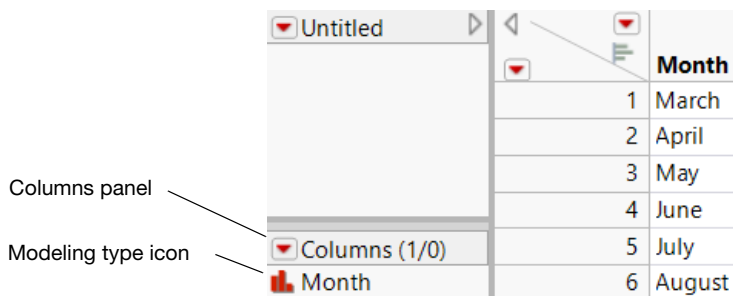 Untitled
Month
1 March
2 April
3 May
4 June
5 July
6 August
Columns panel
Modeling type icon
Columns (1/0)
Month